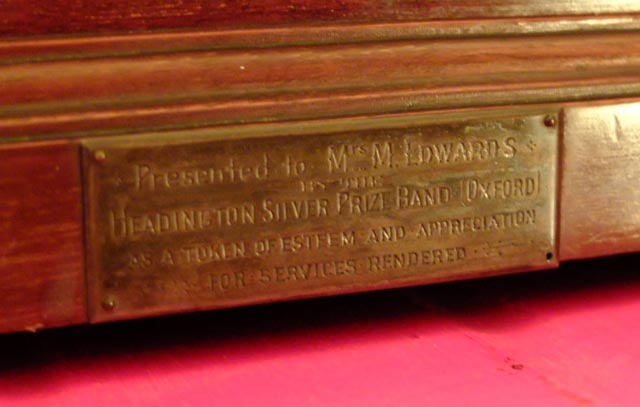 Presented to Mrs M. EDWARDS
BY THE
HEADINGTON SILVER PRIZE BAND (OXFORD)
AS A TOKEN OF ESTEEM AND APPRECIATION
FOR SERVICES RENDERED